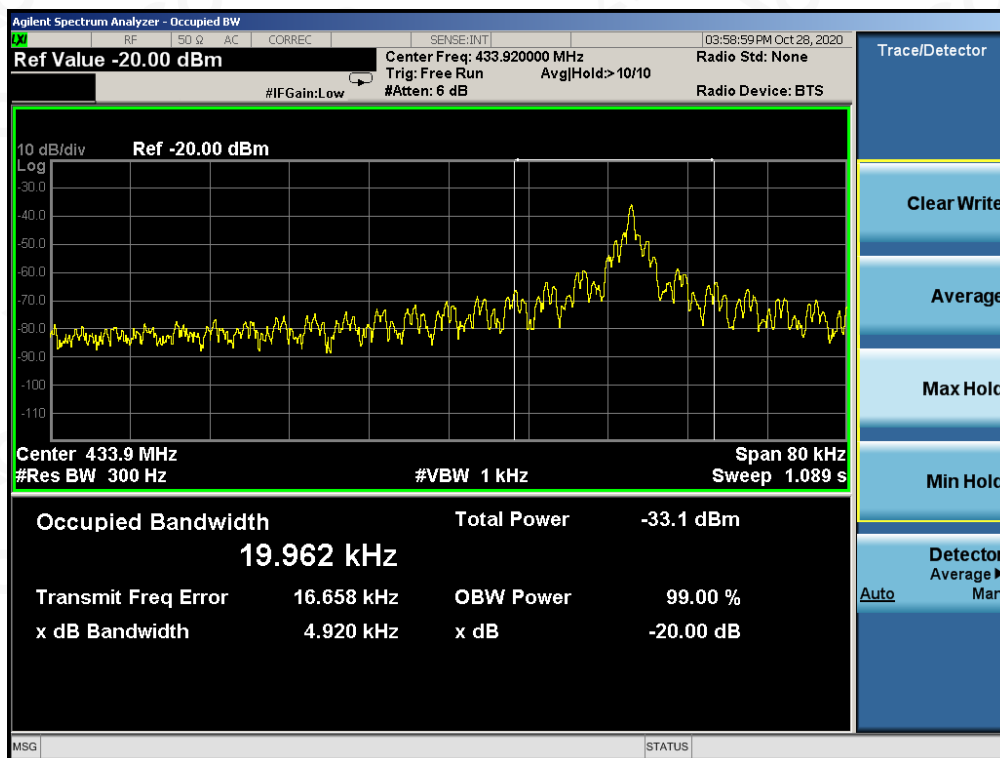 Agilent Spectrum Analyzer - Occupied BW
LXI RF 50 Ω AC CORREC SENSE:INT 03:58:59 PM Oct 28, 2020
Ref Value -20.00 dBm
Center Freq: 433.920000 MHz
Radio Std: None
Trig: Free Run Avg|Hold:>10/10
#IFGain:Low
#Atten: 6 dB
Radio Device: BTS
10 dB/div Ref -20.00 dBm
Log
-30.0
-40.0
-50.0
-60.0
-70.0
-80.0
-90.0
-100
-110
Center 433.9 MHz
Span 80 kHz
#Res BW 300 Hz
#VBW 1 kHz
Sweep 1.089 s
Occupied Bandwidth
Total Power -33.1 dBm
19.962 kHz
Transmit Freq Error 16.658 kHz
OBW Power 99.00 %
x dB Bandwidth 4.920 kHz
x dB -20.00 dB
MSG
STATUS
Trace/Detector
Clear Write
Average
Max Hold
Min Hold
Detector
Average
Auto Man